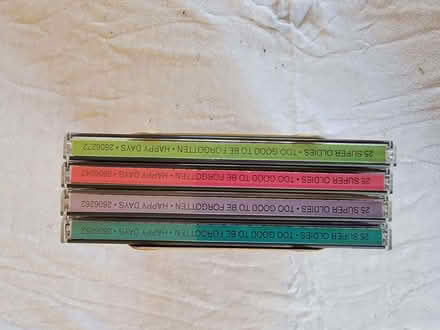 25 SUPER OLDIES • TOO GOOD TO BE FORGOTTEN • HAPPY DAYS • 2606272
25 SUPER OLDIES • TOO GOOD TO BE FORGOTTEN • HAPPY DAYS •
25 SUPER OLDIES • TOO GOOD TO BE FORGOTTEN • HAPPY DAYS • 2606262
25 SUPER OLDIES • TOO GOOD TO BE FORGOTTEN • HAPPY DAYS •